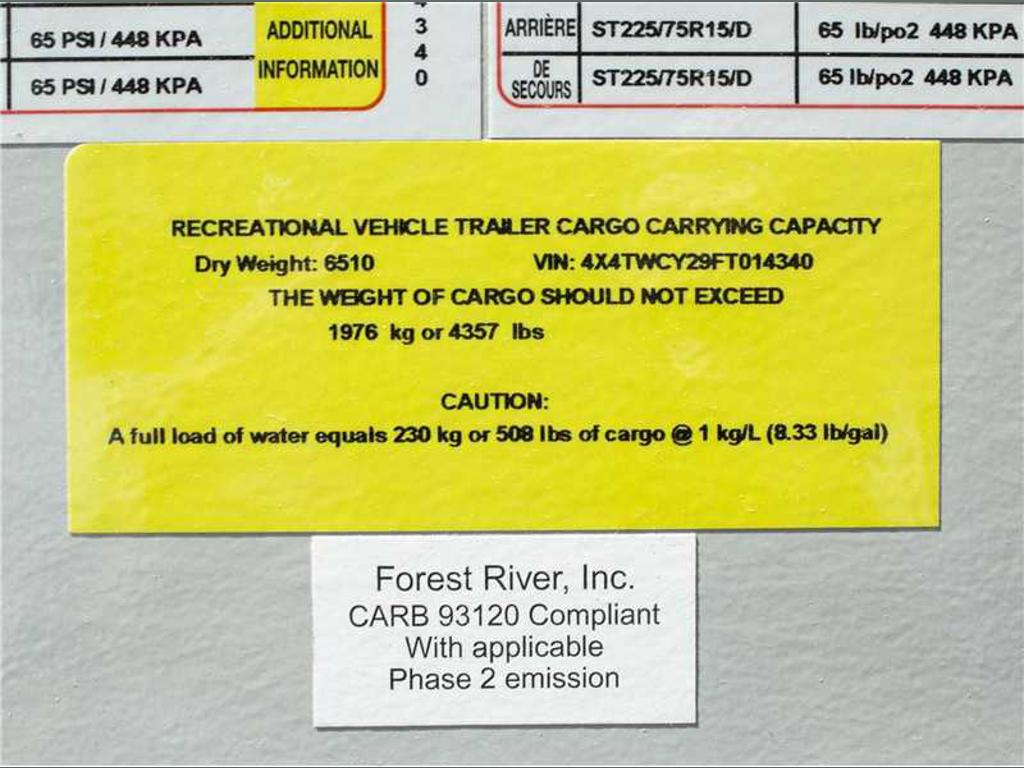 65 PSI / 448 KPA
65 PSI / 448 KPA
ADDITIONAL
INFORMATION
3
4
0
ARRIÈRE ST225/75R15/D 65 lb/po2 448 KPA
DE
SECOURS ST225/75R15/D 65 lb/po2 448 KPA
RECREATIONAL VEHICLE TRAILER CARGO CARRYING CAPACITY
Dry Weight: 6510 VIN: 4X4TWCY29FT014340
THE WEIGHT OF CARGO SHOULD NOT EXCEED
1976 kg or 4357 lbs
CAUTION:
A full load of water equals 230 kg or 508 lbs of cargo @ 1 kg/L (8.33 lb/gal)
Forest River, Inc.
CARB 93120 Compliant
With applicable
Phase 2 emission